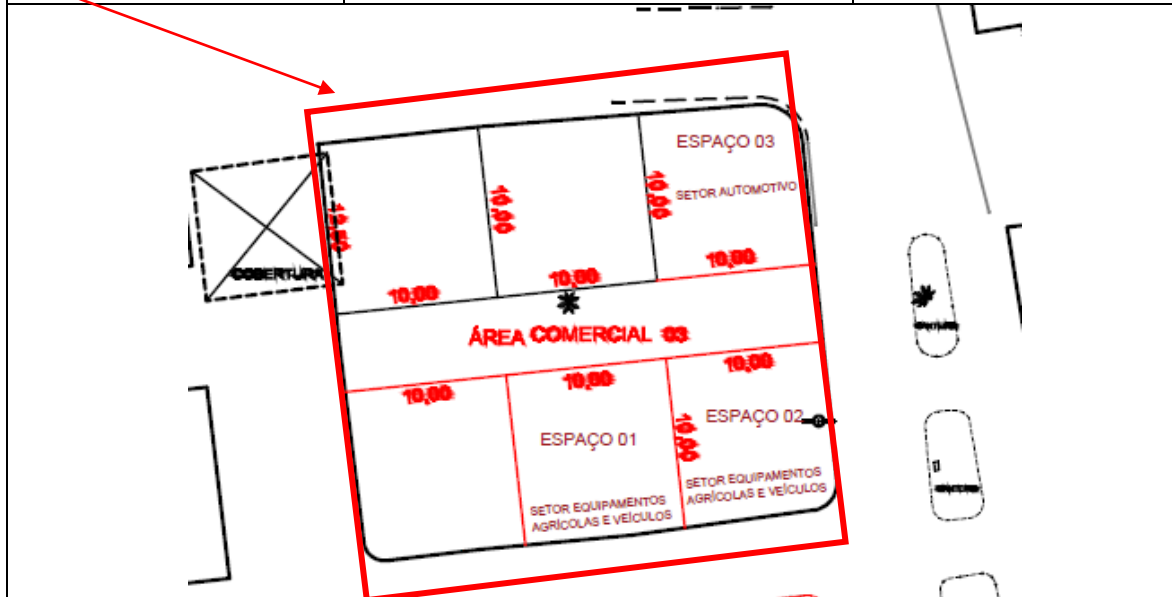 ESPAÇO 03
SETOR AUTOMOTIVO
10,00
10,00
10,00
10,00
10,00
COBERTURA
ÁREA COMERCIAL 03
10,00
10,00
10,00
ESPAÇO 01
ESPAÇO 02
10,00
SETOR EQUIPAMENTOS
AGRÍCOLAS E VEÍCULOS
SETOR EQUIPAMENTOS
AGRÍCOLAS E VEÍCULOS